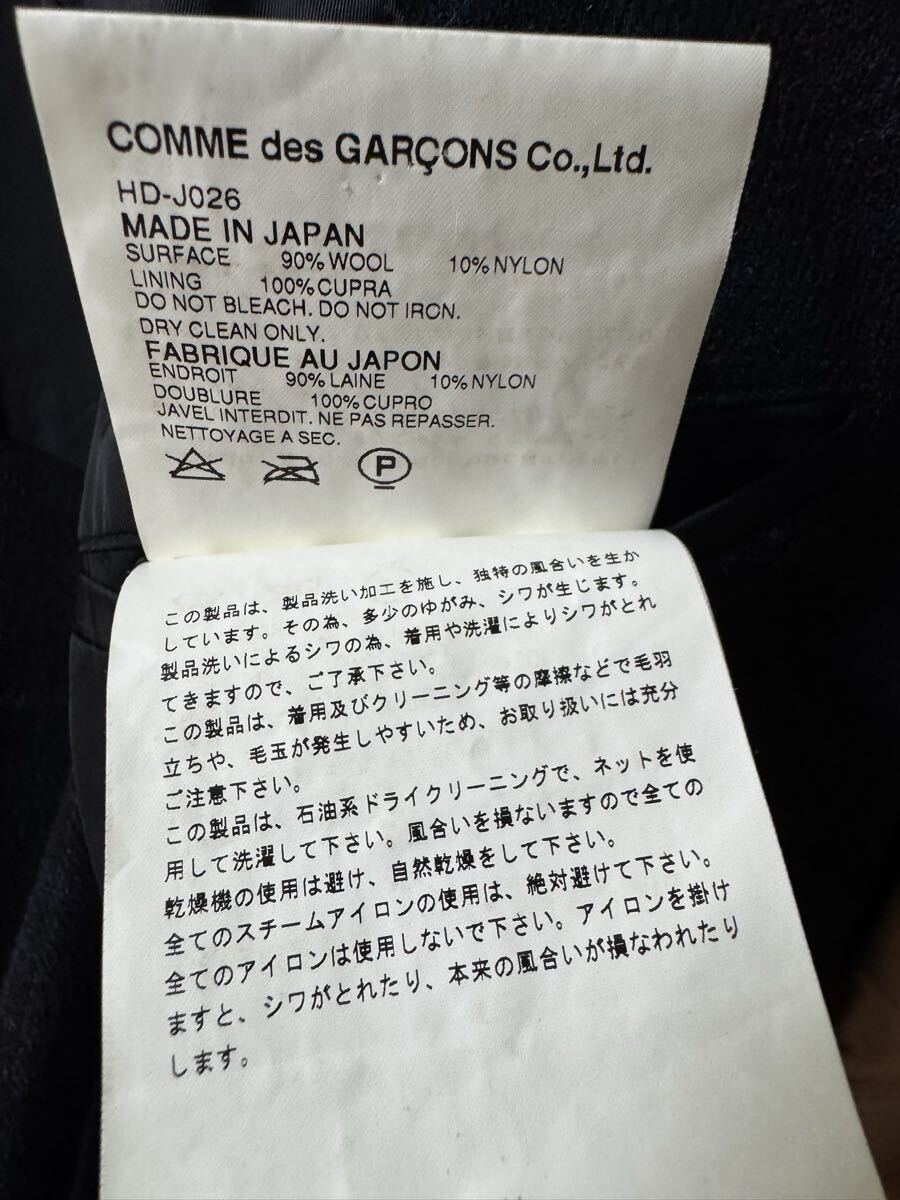 COMME des GARÇONS Co.,Ltd.
HD-J026
MADE IN JAPAN
SURFACE 90% WOOL 10% NYLON
LINING 100% CUPRA
DO NOT BLEACH. DO NOT IRON.
DRY CLEAN ONLY.
FABRIQUE AU JAPON
ENDROIT 90% LAINE 10% NYLON
DOUBLURE 100% CUPRO
JAVEL INTERDIT. NE PAS REPASSER.
NETTOYAGE A SEC.
P
この製品は、製品洗い加工を施し、独特の風合いを生か
しています。その為、多少のゆがみ、シワが生じます。
製品洗いによるシワの為、着用や洗濯によりシワがとれ
てきますので、ご了承下さい。
この製品は、着用及びクリーニング等の摩擦などで毛羽
立ちや、毛玉が発生しやすいため、お取り扱いには充分
ご注意下さい。
この製品は、石油系ドライクリーニングで、ネットを使
用して洗濯して下さい。風合いを損ないますので全ての
乾燥機の使用は避け、自然乾燥をして下さい。
全てのスチームアイロンの使用は、絶対避けて下さい。
全てのアイロンは使用しないで下さい。アイロンを掛け
ますと、シワがとれたり、本来の風合いが損なわれたり
します。